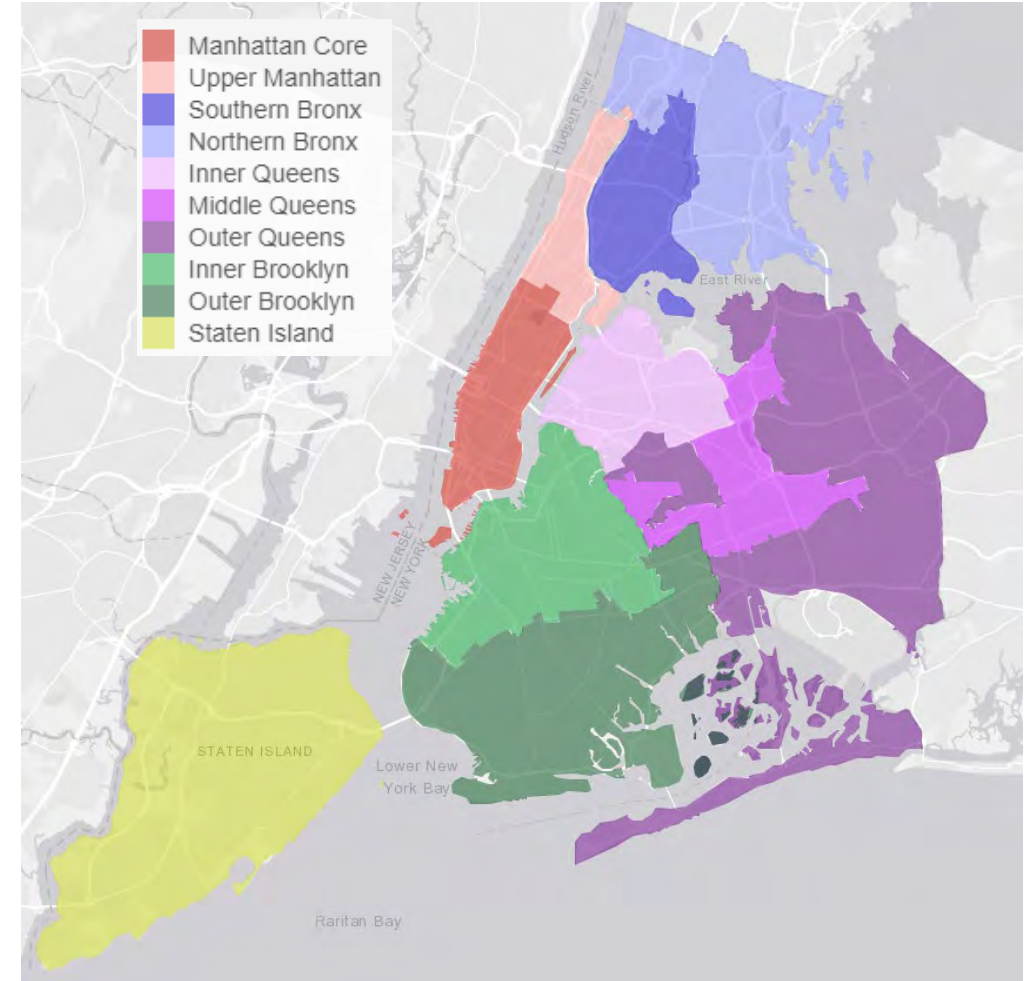 Manhattan Core
Upper Manhattan
Southern Bronx
Northern Bronx
Inner Queens
Middle Queens
Outer Queens
Inner Brooklyn
Outer Brooklyn
Staten Island
Hudson River
East River
NEW JERSEY
NEW YORK
STATEN ISLAND
Lower New
York Bay
Raritan Bay